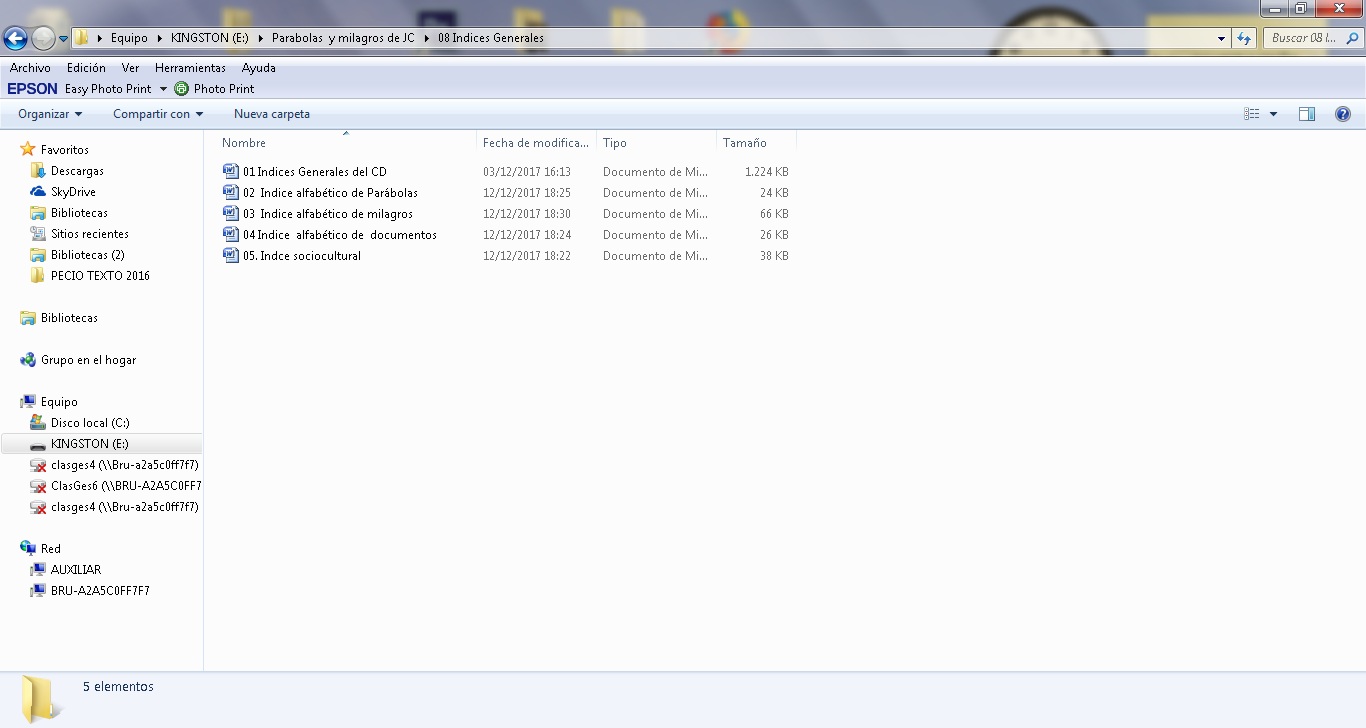 Equipo KINGSTON (E:) Parabolas y milagros de JC 08 Indices Generales Buscar 08 I...
Archivo Edición Ver Herramientas Ayuda
EPSON Easy Photo Print Photo Print
Organizar Compartir con Nueva carpeta
Favoritos
Descargas
SkyDrive
Bibliotecas
Sitios recientes
Bibliotecas (2)
PECIO TEXTO 2016
Bibliotecas
Grupo en el hogar
Equipo
Disco local (C:)
KINGSTON (E:)
clasges4 (\\Bru-a2a5c0ff7f7)
ClasGes6 (\\BRU-A2A5C0FF7
clasges4 (\\Bru-a2a5c0ff7f7)
Red
AUXILIAR
BRU-A2A5C0FF7F7
Nombre Fecha de modifica... Tipo Tamaño
01 Indices Generales del CD 03/12/2017 16:13 Documento de Mi... 1.224 KB
02 Indice alfabético de Parábolas 12/12/2017 18:25 Documento de Mi... 24 KB
03 Indice alfabético de milagros 12/12/2017 18:30 Documento de Mi... 66 KB
04 Indice alfabético de documentos 12/12/2017 18:24 Documento de Mi... 26 KB
05. Indce sociocultural 12/12/2017 18:22 Documento de Mi... 38 KB
5 elementos